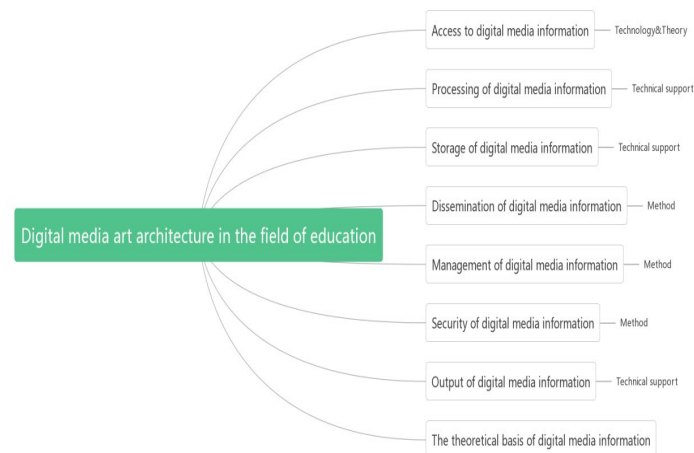 Access to digital media information
Technology&Theory
Processing of digital media information
Technical support
Storage of digital media information
Technical support
Dissemination of digital media information
Method
Digital media art architecture in the field of education
Management of digital media information
Method
Security of digital media information
Method
Output of digital media information
Technical support
The theoretical basis of digital media information